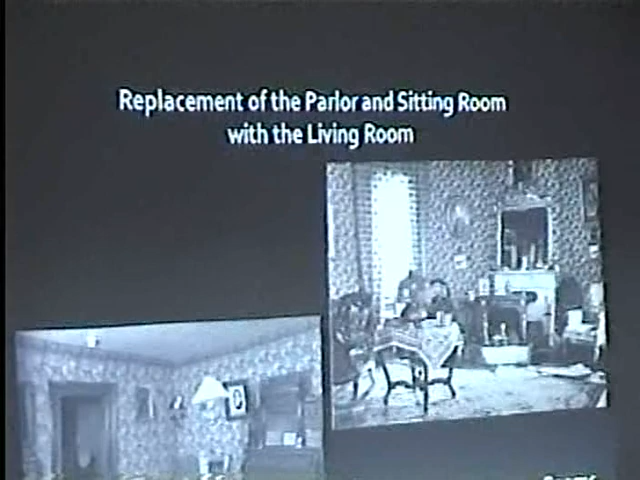 Replacement of the Parlor and Sitting Room
with the Living Room